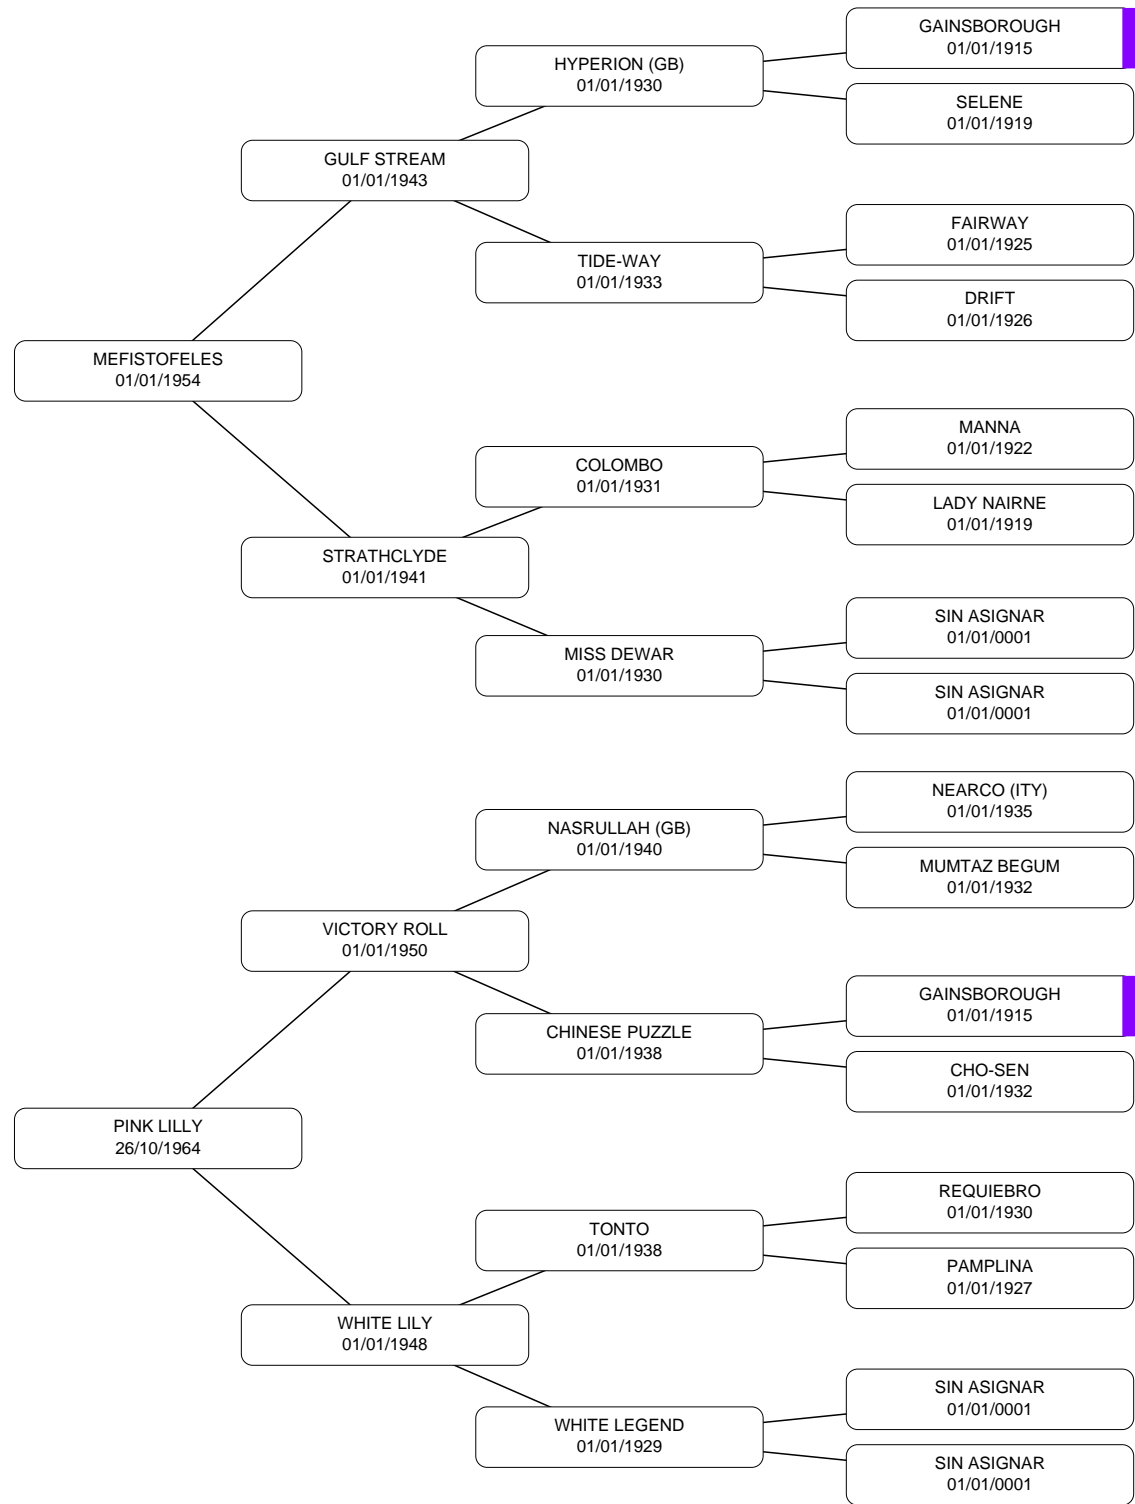 GAINSBOROUGH
01/01/1915
HYPERION (GB)
01/01/1930
SELENE
01/01/1919
GULF STREAM
01/01/1943
FAIRWAY
01/01/1925
TIDE-WAY
01/01/1933
DRIFT
01/01/1926
MEFISTOFELES
01/01/1954
MANNA
01/01/1922
COLOMBO
01/01/1931
LADY NAIRNE
01/01/1919
STRATHCLYDE
01/01/1941
SIN ASIGNAR
01/01/0001
MISS DEWAR
01/01/1930
SIN ASIGNAR
01/01/0001
NEARCO (ITY)
01/01/1935
NASRULLAH (GB)
01/01/1940
MUMTAZ BEGUM
01/01/1932
VICTORY ROLL
01/01/1950
GAINSBOROUGH
01/01/1915
CHINESE PUZZLE
01/01/1938
CHO-SEN
01/01/1932
PINK LILLY
26/10/1964
REQUIEBRO
01/01/1930
TONTO
01/01/1938
PAMPLINA
01/01/1927
WHITE LILY
01/01/1948
SIN ASIGNAR
01/01/0001
WHITE LEGEND
01/01/1929
SIN ASIGNAR
01/01/0001